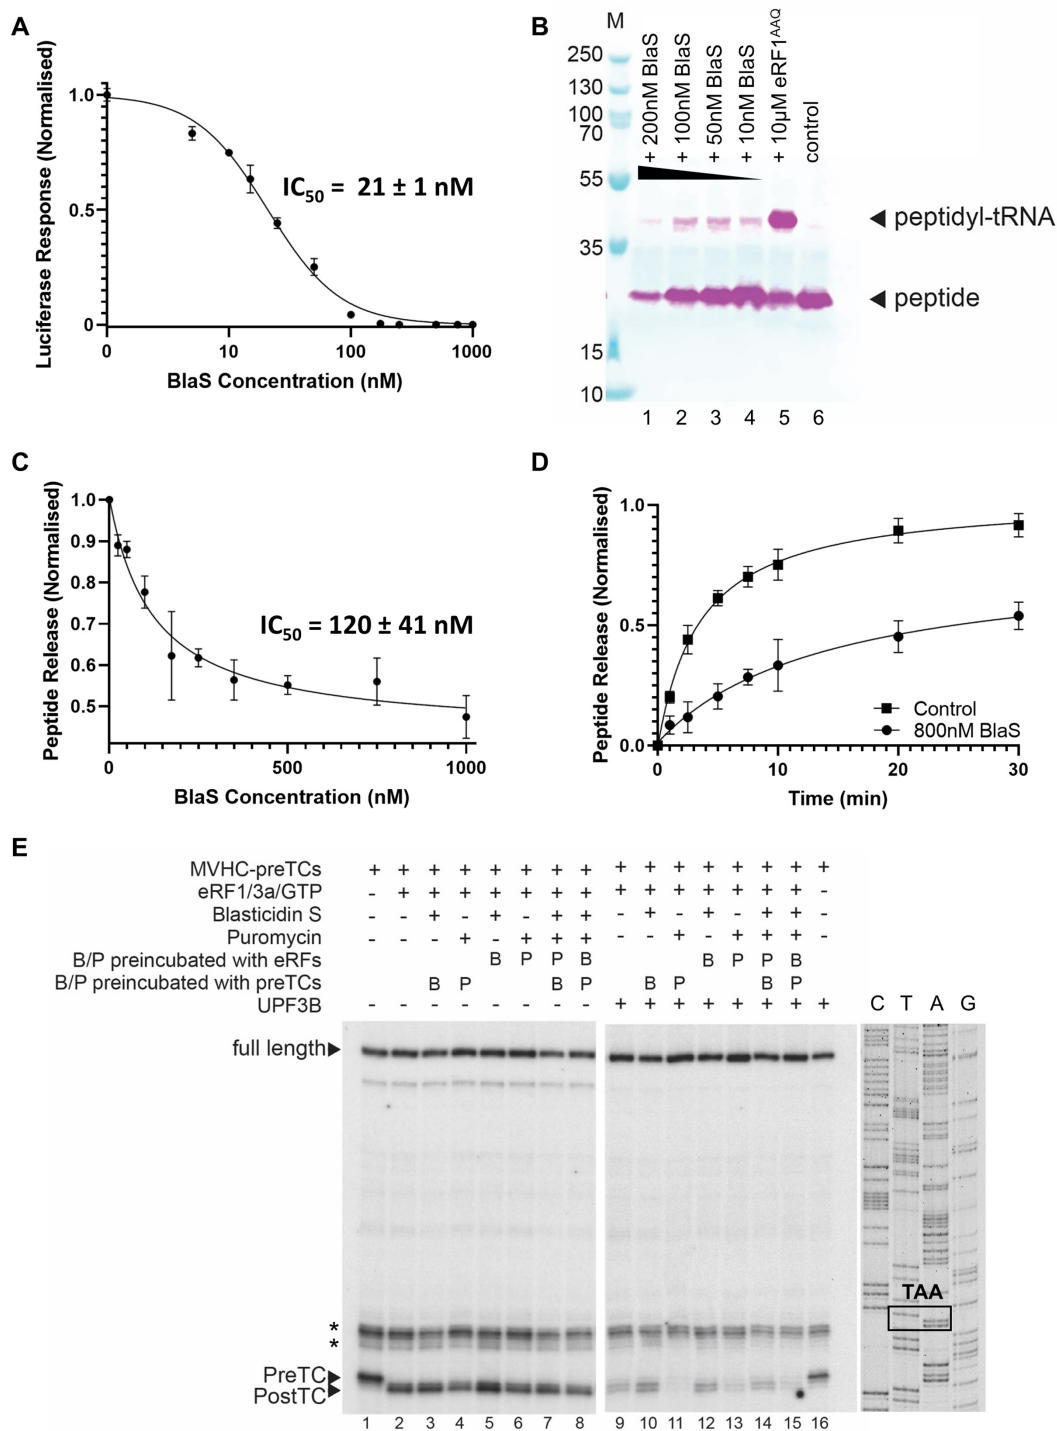 A
Luciferase Response (Normalised)
1.0
0.5
0
0
10
100
1000
BlaS Concentration (nM)
IC50 = 21 ± 1 nM
B
M
+ 200nM BlaS
+ 100nM BlaS
+ 50nM BlaS
+ 10nM BlaS
+ 10µM eRF1AAQ
control
250
130
100
70
55
35
15
10
◄ peptidyl-tRNA
◄ peptide
1 2 3 4 5 6
C
Peptide Release (Normalised)
1.0
0.9
0.8
0.7
0.6
0.5
0
500
1000
BlaS Concentration (nM)
IC50 = 120 ± 41 nM
D
Peptide Release (Normalised)
1.0
0.5
0.0
0
10
20
30
Time (min)
Control
800nM BlaS
E
MVHC-preTCs + + + + + + + + + + + + + + + +
eRF1/3a/GTP - + + + + + + + + + + + + + + -
Blasticidin S - - + - + - + + - + - + - + + -
Puromycin - - - + - + + + - - + - + + + -
B/P preincubated with eRFs B P P B B P P B
B/P preincubated with preTCs B P B P B P B P
UPF3B - - - - - - - - + + + + + + + +
C T A G
full length►
TAA
*
*
PreTC►
PostTC►
1 2 3 4 5 6 7 8 9 10 11 12 13 14 15 16